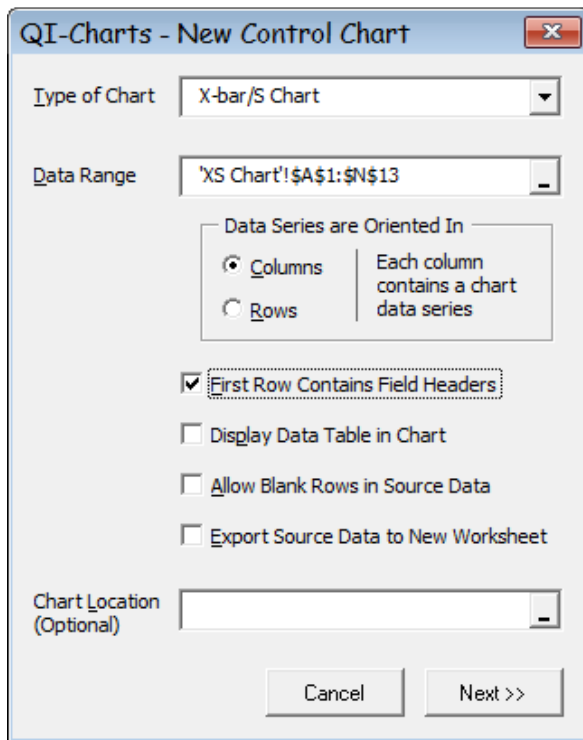 QI-Charts - New Control Chart
Type of Chart
X-bar/S Chart
Data Range
'XS Chart'!$A$1:$N$13
Data Series are Oriented In
Columns
Rows
Each column
contains a chart
data series
First Row Contains Field Headers
Display Data Table in Chart
Allow Blank Rows in Source Data
Export Source Data to New Worksheet
Chart Location
(Optional)
Cancel
Next >>